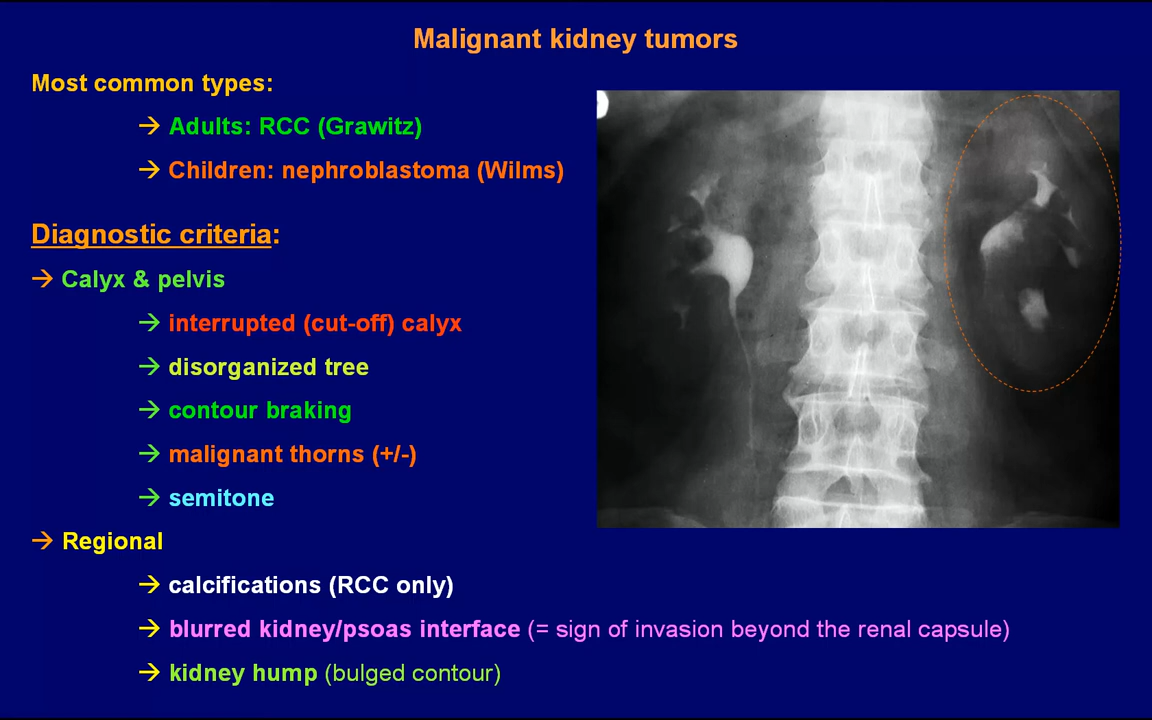 Malignant kidney tumors
Most common types:
→ Adults: RCC (Grawitz)
→ Children: nephroblastoma (Wilms)
Diagnostic criteria:
→ Calyx & pelvis
→ interrupted (cut-off) calyx
→ disorganized tree
→ contour braking
→ malignant thorns (+/-)
→ semitone
→ Regional
→ calcifications (RCC only)
→ blurred kidney/psoas interface (= sign of invasion beyond the renal capsule)
→ kidney hump (bulged contour)